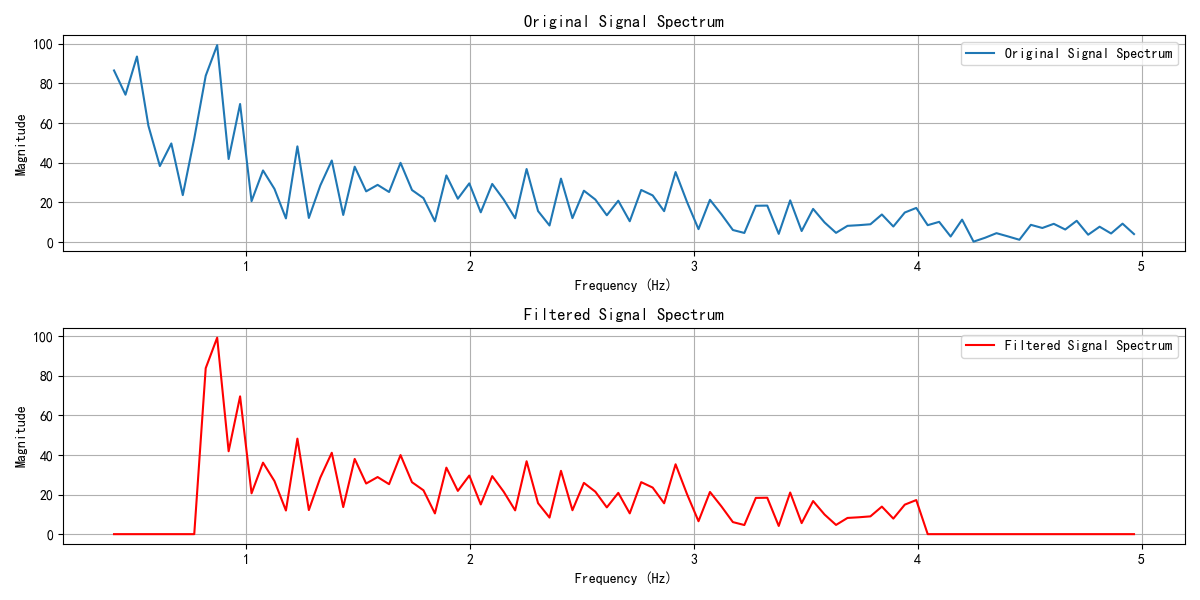 Original Signal Spectrum
100
80
60
40
20
0
Magnitude
Original Signal Spectrum
1
2
3
4
5
Frequency (Hz)
Filtered Signal Spectrum
100
80
60
40
20
0
Magnitude
Filtered Signal Spectrum
1
2
3
4
5
Frequency (Hz)